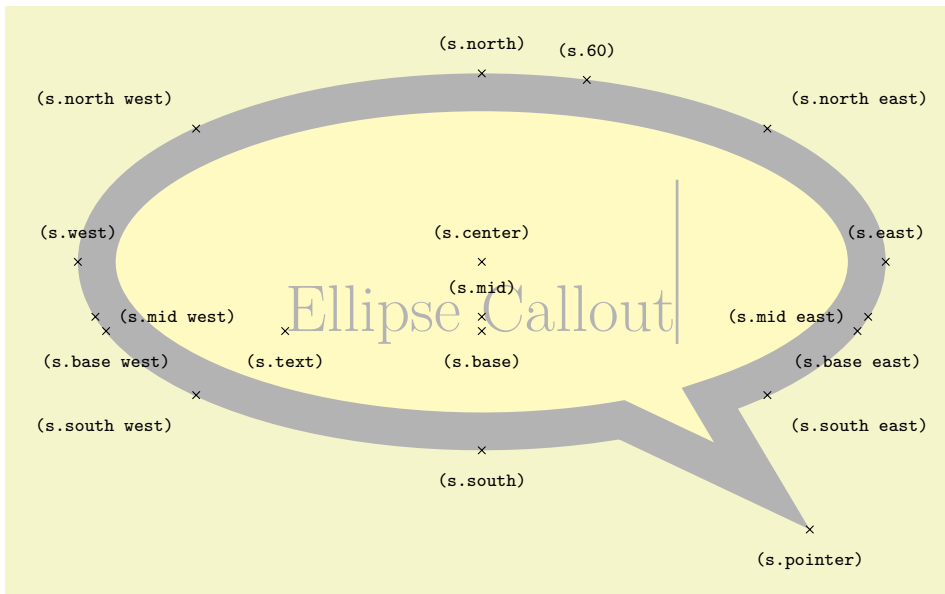 (s.north)
(s.60)
(s.north west)
(s.north east)
(s.west)
(s.center)
(s.east)
(s.mid)
Ellipse Callout
(s.mid west)
(s.mid east)
(s.base west)
(s.text)
(s.base)
(s.base east)
(s.south west)
(s.south east)
(s.south)
(s.pointer)